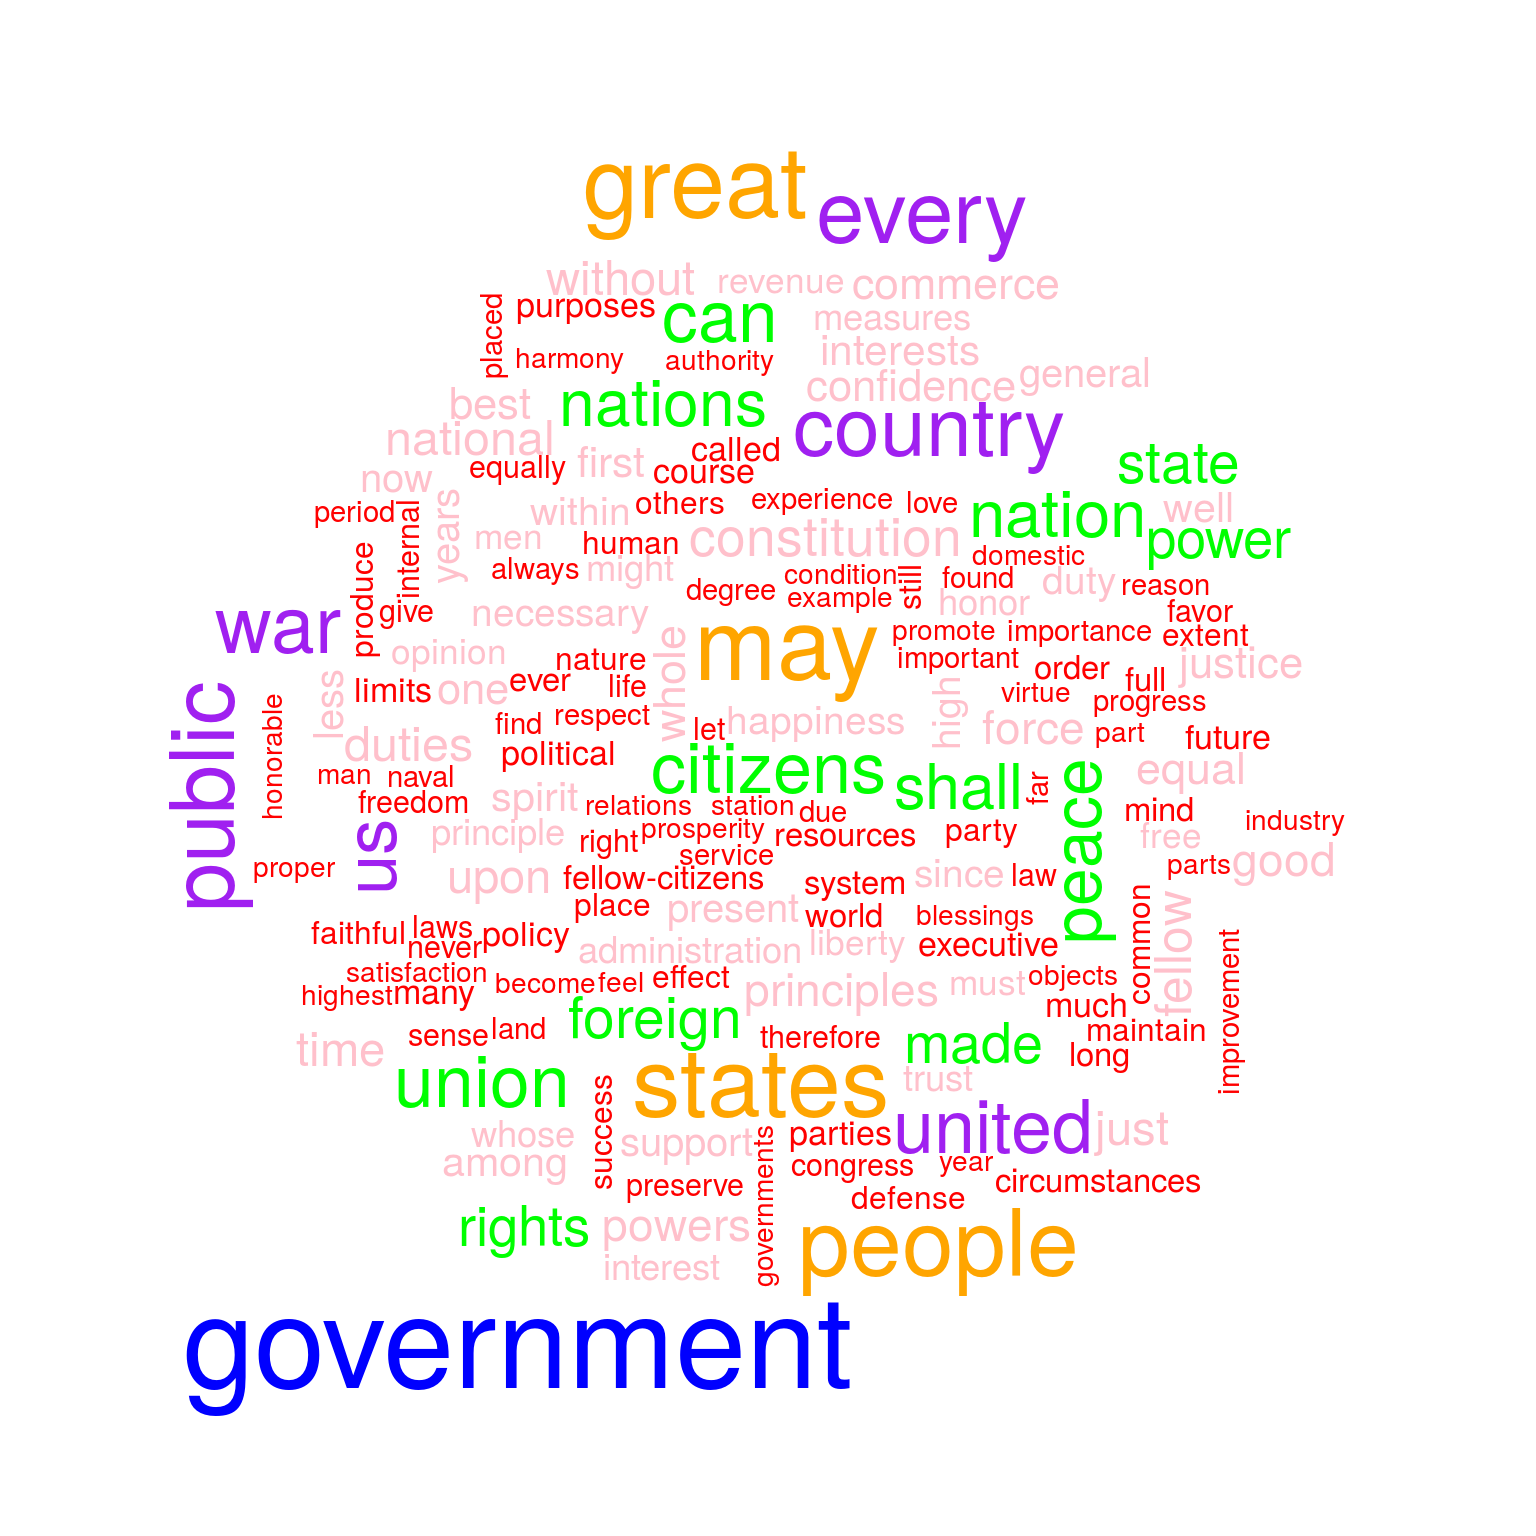 great
every
without
revenue
commerce
placed
purposes
can
measures
harmony
authority
interests
confidence
general
best
nations
country
national
called
state
now
equally
first
course
period
internal
years
within
others
experience
love
nation
well
men
human
constitution
power
domestic
produce
always
might
degree
condition
example
still
found
duty
reason
give
necessary
honor
favor
war
may
promote
importance
extent
opinion
nature
whole
important
order
justice
limits
one
ever
life
virtue
full
progress
less
find
respect
let
happiness
high
force
part
future
public
honorable
duties
political
citizens
shall
far
peace
equal
man
naval
freedom
spirit
relations
station
due
mind
us
principle
right
prosperity
resources
party
free
industry
proper
upon
service
fellow-citizens
system
since
law
parts
good
place
present
world
blessings
common
fellow
faithful
laws
never
policy
administration
liberty
executive
improvement
satisfaction
become
feel
effect
principles
must
objects
highest
many
much
sense
land
foreign
therefore
made
maintain
time
long
union
success
states
trust
whose
support
governments
parties
united
just
among
congress
year
preserve
defense
circumstances
rights
powers
people
interest
government